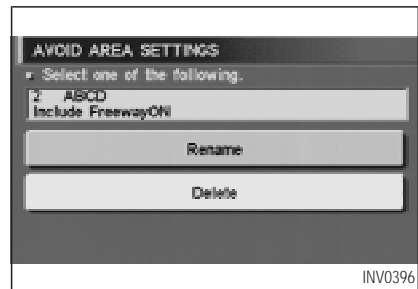 AVOID AREA SETTINGS
Select one of the following.
2 ABCD
Include FreewayON
Rename
Delete
INV0396